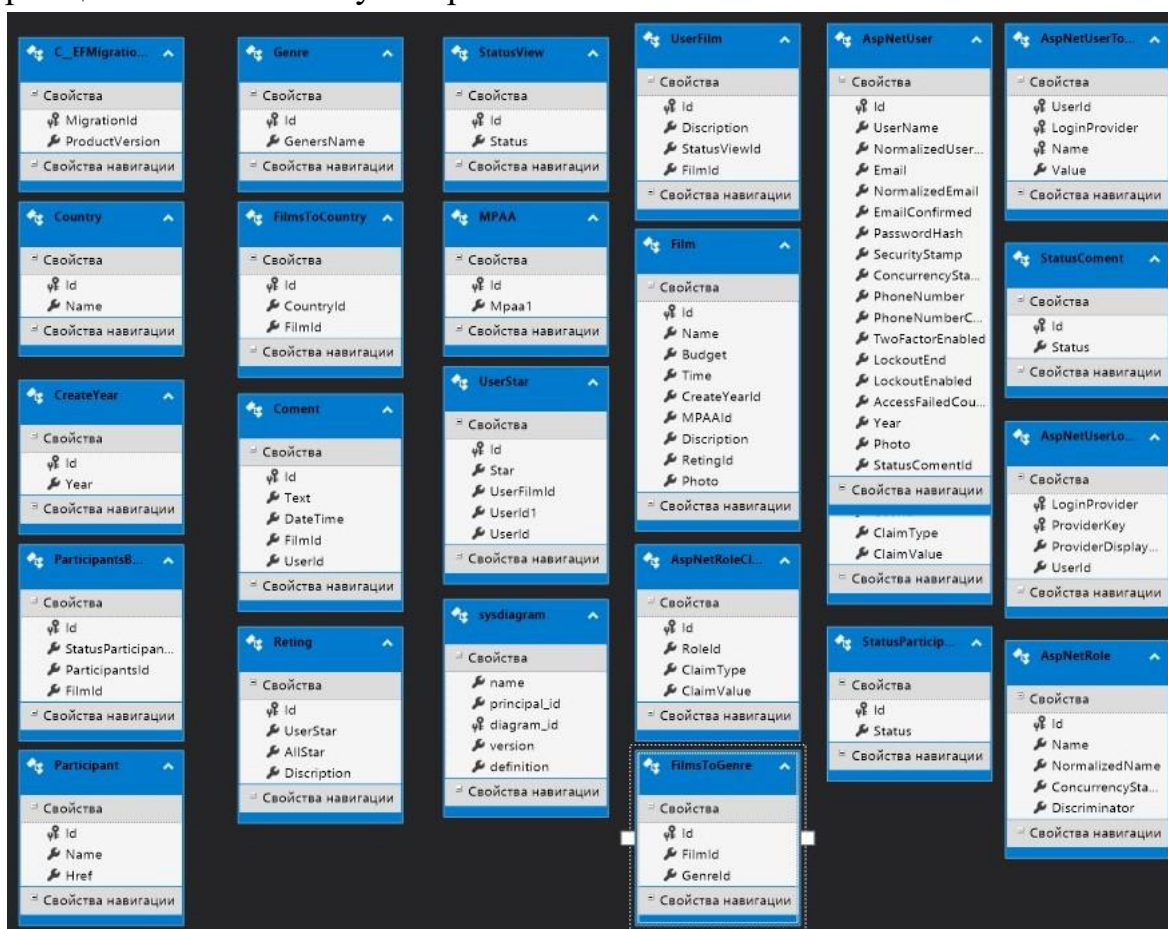 C__EFMigratio...
Свойства
MigrationId
ProductVersion
Свойства навигации
Country
Свойства
Id
Name
Свойства навигации
CreateYear
Свойства
Id
Year
Свойства навигации
ParticipantsB...
Свойства
Id
StatusParticipan...
ParticipantsId
FilmId
Свойства навигации
Participant
Свойства
Id
Name
Href
Свойства навигации
Genre
Свойства
Id
GenersName
Свойства навигации
FilmsToCountry
Свойства
Id
CountryId
FilmId
Свойства навигации
Coment
Свойства
Id
Text
DateTime
FilmId
UserId
Свойства навигации
Reting
Свойства
Id
UserStar
AllStar
Discription
Свойства навигации
StatusView
Свойства
Id
Status
Свойства навигации
MPAA
Свойства
Id
Mpaa1
Свойства навигации
UserStar
Свойства
Id
Star
UserFilmId
UserId1
UserId
Свойства навигации
sysdiagram
Свойства
name
principal_id
diagram_id
version
definition
Свойства навигации
UserFilm
Свойства
Id
Discription
StatusViewId
FilmId
Свойства навигации
Film
Свойства
Id
Name
Budget
Time
CreateYearId
MPAAId
Discription
RetingId
Photo
Свойства навигации
AspNetRoleCl...
Свойства
Id
RoleId
ClaimType
ClaimValue
Свойства навигации
FilmsToGenre
Свойства
Id
FilmId
GenreId
Свойства навигации
AspNetUser
Свойства
Id
UserName
NormalizedUser...
Email
NormalizedEmail
EmailConfirmed
PasswordHash
SecurityStamp
ConcurrencySta...
PhoneNumber
PhoneNumberC...
TwoFactorEnabled
LockoutEnd
LockoutEnabled
AccessFailedCou...
Year
Photo
StatusComentId
Свойства навигации
ClaimType
ClaimValue
Свойства навигации
StatusParticip...
Свойства
Id
Status
Свойства навигации
AspNetUserTo...
Свойства
UserId
LoginProvider
Name
Value
Свойства навигации
StatusComent
Свойства
Id
Status
Свойства навигации
AspNetUserLo...
Свойства
LoginProvider
ProviderKey
ProviderDisplay...
UserId
Свойства навигации
AspNetRole
Свойства
Id
Name
NormalizedName
ConcurrencySta...
Discriminator
Свойства навигации